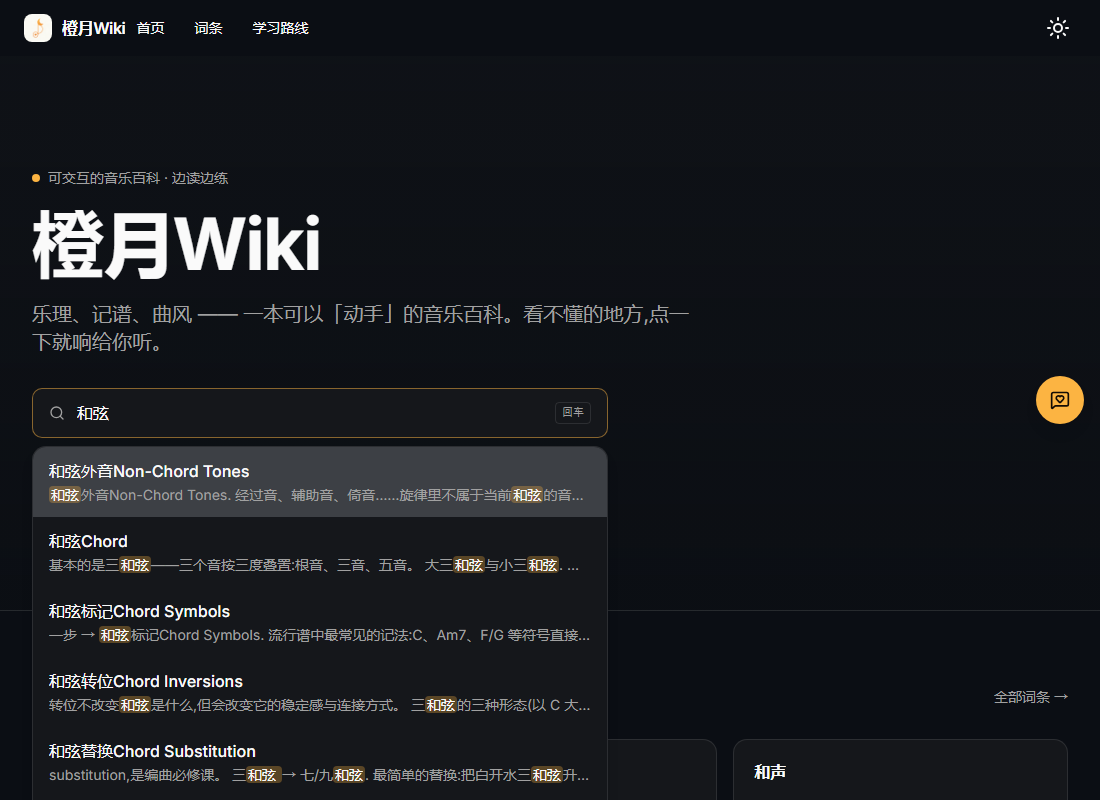 橙月Wiki 首页 词条 学习路线
可交互的音乐百科 · 边读边练
橙月Wiki
乐理、记谱、曲风 —— 一本可以「动手」的音乐百科。看不懂的地方,点一
下就响给你听。
和弦 回车
和弦外音Non-Chord Tones
和弦外音Non-Chord Tones. 经过音、辅助音、倚音……旋律里不属于当前和弦的音...
和弦Chord
基本的是三和弦——三个音按三度叠置:根音、三音、五音。 大三和弦与小三和弦. ...
和弦标记Chord Symbols
一步 → 和弦标记Chord Symbols. 流行谱中最常见的记法:C、Am7、F/G 等符号直接...
和弦转位Chord Inversions
转位不改变和弦是什么,但会改变它的稳定感与连接方式。 三和弦的三种形态(以 C 大...
全部词条 →
和弦替换Chord Substitution
substitution,是编曲必修课。 三和弦 → 七/九和弦. 最简单的替换:把白开水三和弦升...
和声